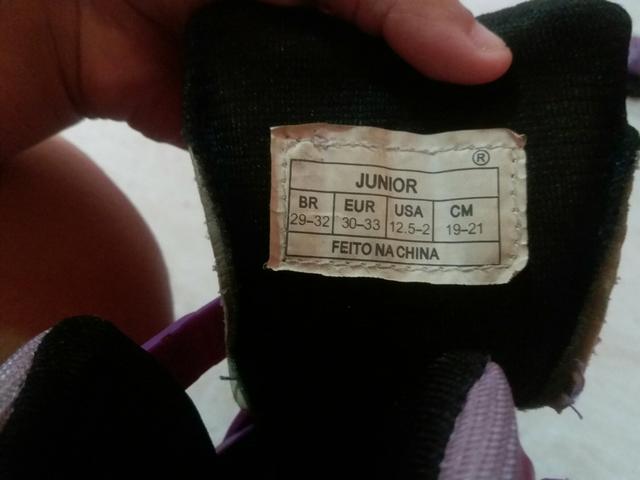 ®
JUNIOR
BR EUR USA CM
29-32 30-33 12.5-2 19-21
FEITO NA CHINA